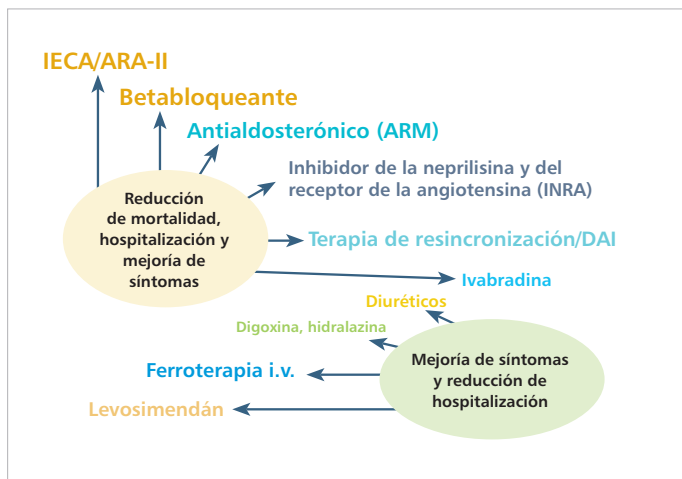 IECA/ARA-II
Betabloqueante
Antialdosterónico (ARM)
Inhibidor de la neprilisina y del
receptor de la angiotensina (INRA)
Reducción
de mortalidad,
hospitalización y
mejoría de
síntomas
Terapia de resincronización/DAI
Ivabradina
Diuréticos
Digoxina, hidralazina
Mejoría de síntomas
y reducción de
hospitalización
Ferroterapia i.v.
Levosimendán